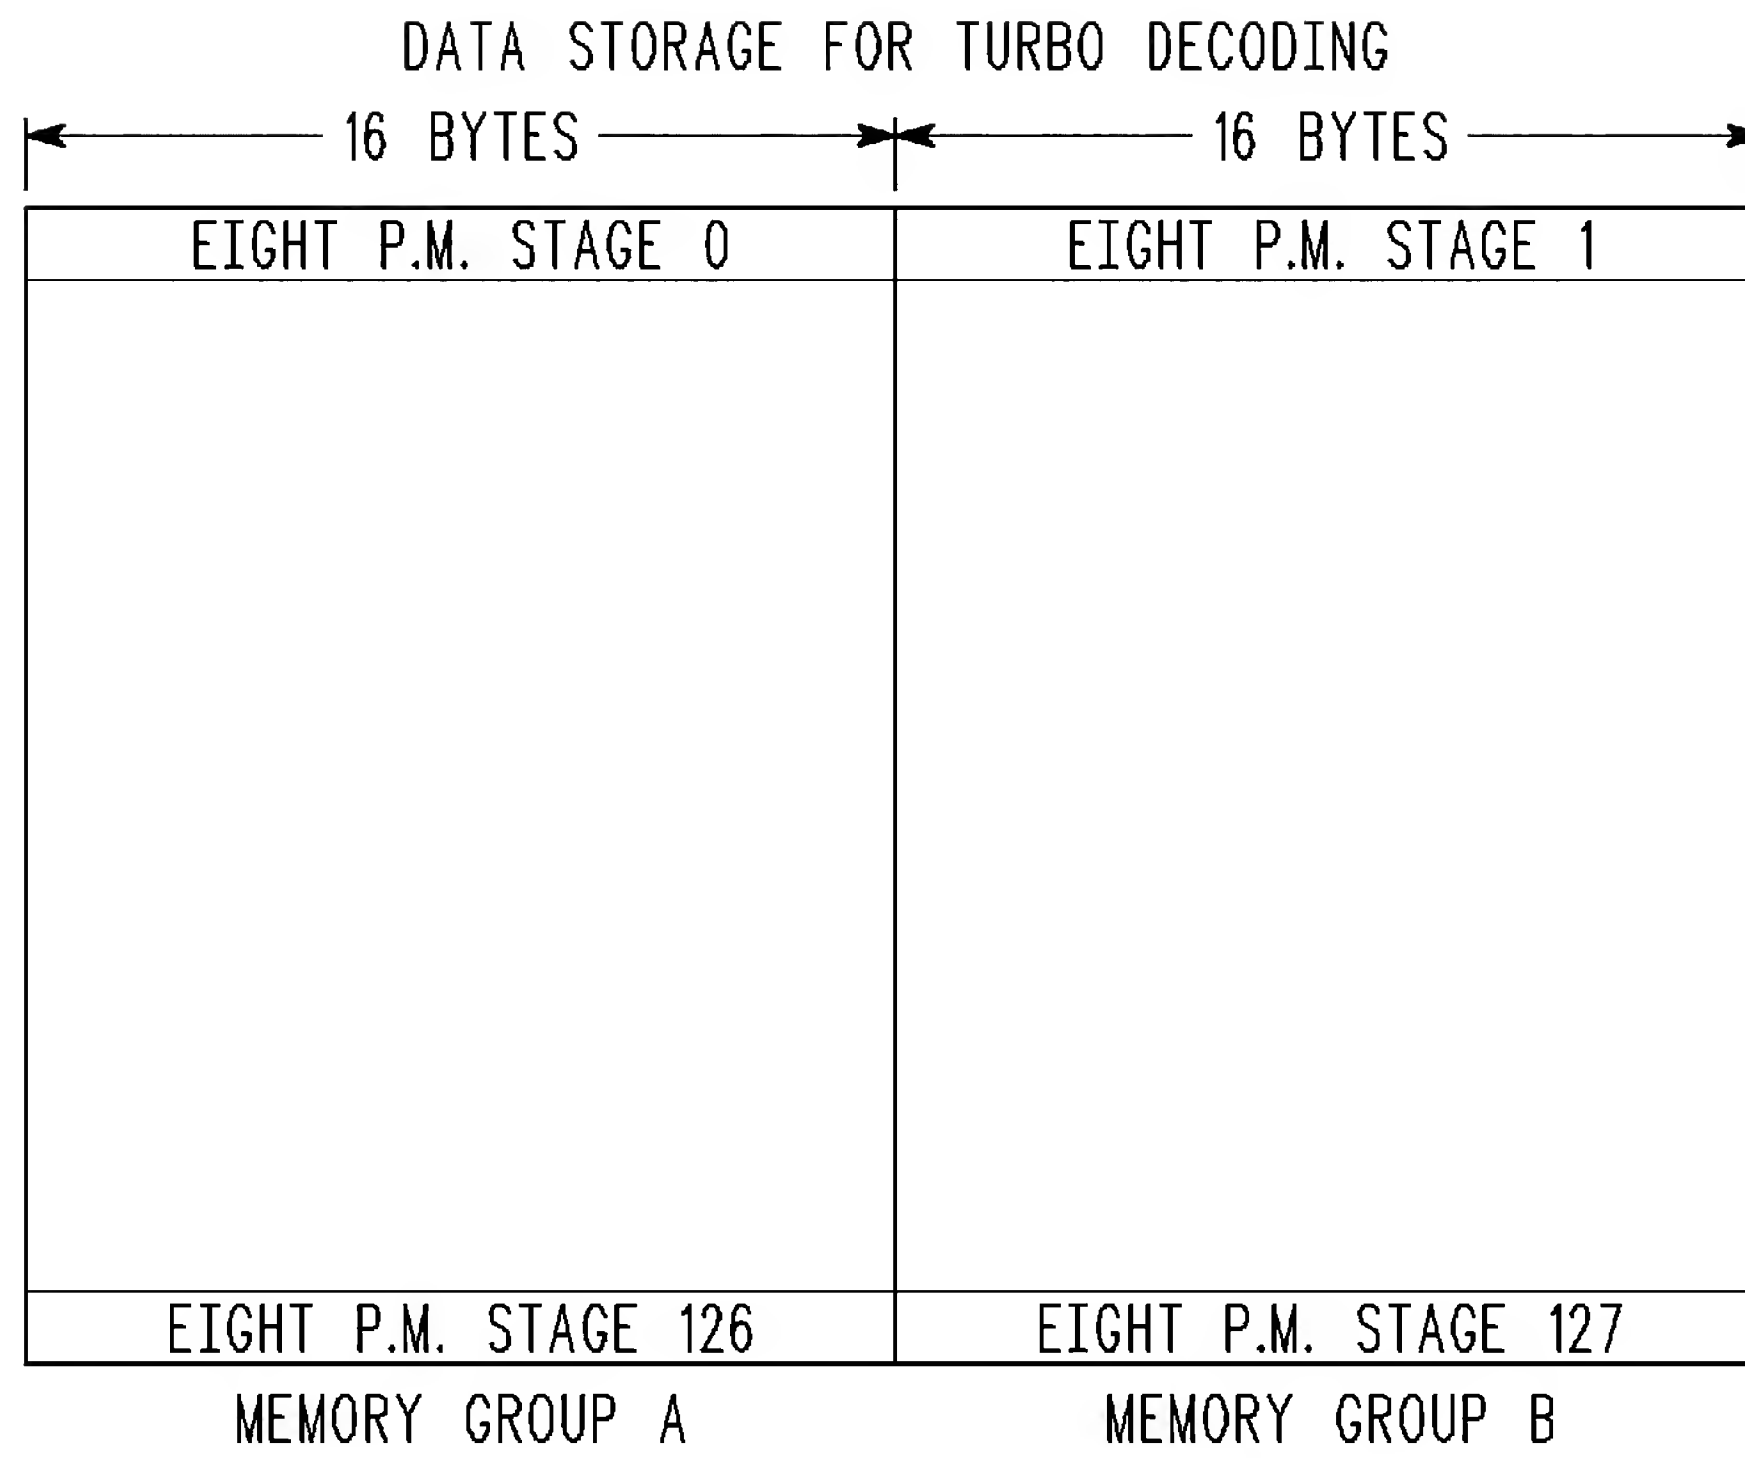 DATA STORAGE FOR TURBO DECODING
16 BYTES 16 BYTES
EIGHT P.M. STAGE 0 EIGHT P.M. STAGE 1
EIGHT P.M. STAGE 126 EIGHT P.M. STAGE 127
MEMORY GROUP A MEMORY GROUP B